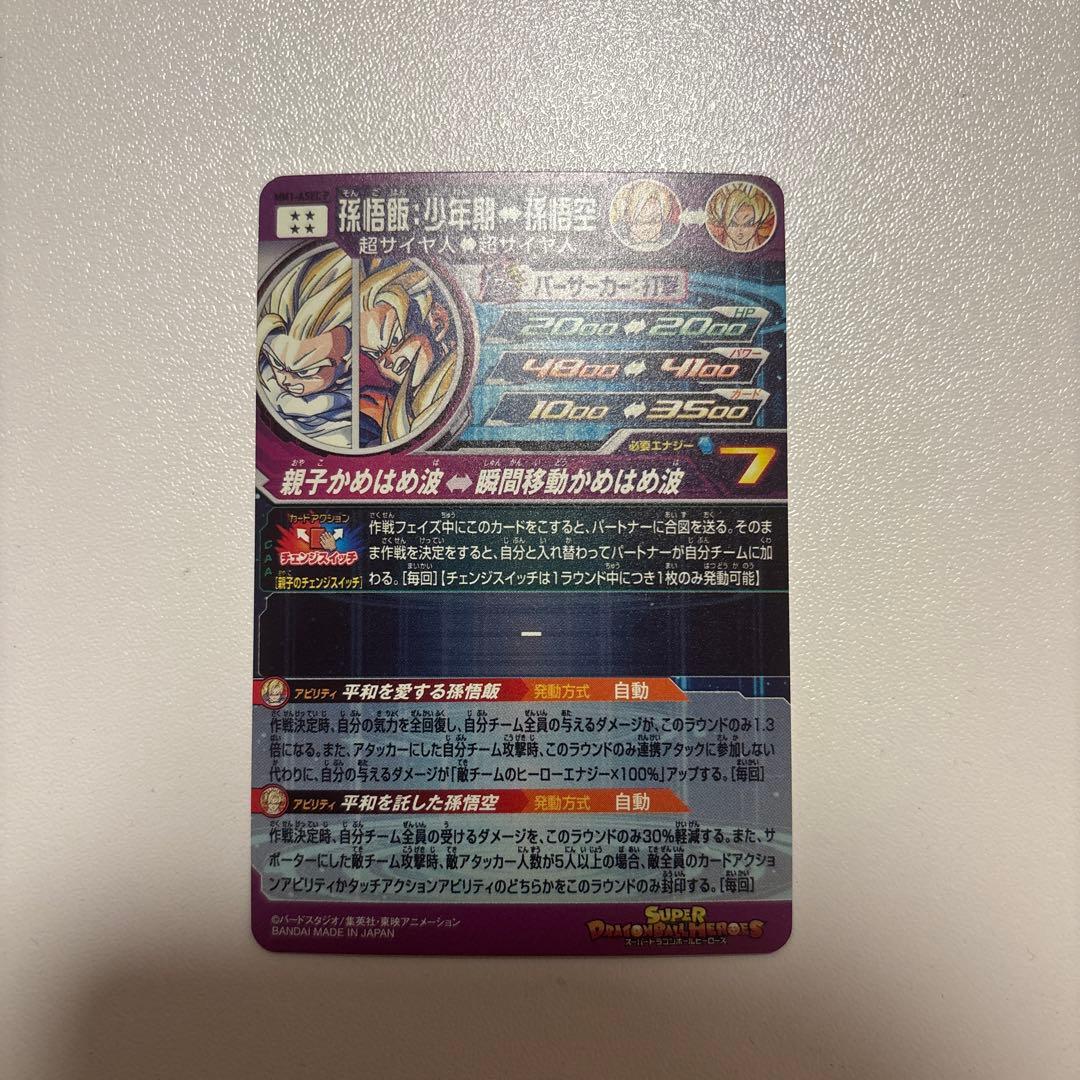 MM1-ASEC2
孫悟飯:少年期⇔孫悟空
超サイヤ人⇔超サイヤ人
バーサーカー:打撃
HP
2000⇔2000
パワー
4800⇔4100
ガード
1000⇔3500
必要エナジー 7
親子かめはめ波⇔瞬間移動かめはめ波
カードアクション
チェンジスイッチ
[親子のチェンジスイッチ]
作戦フェイズ中にこのカードをこすると、パートナーに合図を送る。そのま
ま作戦を決定をすると、自分と入れ替わってパートナーが自分チームに加
わる。[毎回]【チェンジスイッチは1ラウンド中につき1枚のみ発動可能】
ー
アビリティ 平和を愛する孫悟飯 発動方式 自動
作戦決定時、自分の気力を全回復し、自分チーム全員の与えるダメージが、このラウンドのみ1.3
倍になる。また、アタッカーにした自分チーム攻撃時、このラウンドのみ連携アタックに参加しない
代わりに、自分の与えるダメージが「敵チームのヒーローエナジー×100%」アップする。[毎回]
アビリティ 平和を託した孫悟空 発動方式 自動
作戦決定時、自分チーム全員の受けるダメージを、このラウンドのみ30%軽減する。また、サ
ポーターにした敵チーム攻撃時、敵アタッカー人数が5人以上の場合、敵全員のカードアクショ
ンアビリティかタッチアクションアビリティのどちらかをこのラウンドのみ封印する。[毎回]
©バードスタジオ/集英社・東映アニメーション
BANDAI MADE IN JAPAN
SUPER
DRAGONBALL HEROES
スーパードラゴンボールヒーローズ